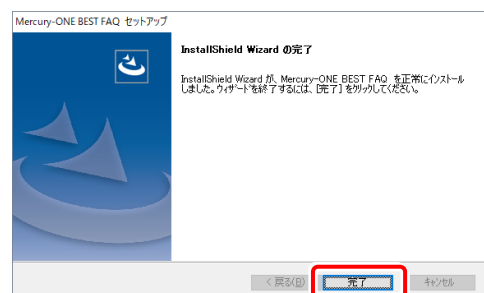 Mercury-ONE BEST FAQ セットアップ
InstallShield Wizard の完了
InstallShield Wizard が、Mercury-ONE BEST FAQ を正常にインストール
しました。ウィザードを終了するには、[完了] をクリックしてください。
< 戻る(B)
完了
キャンセル